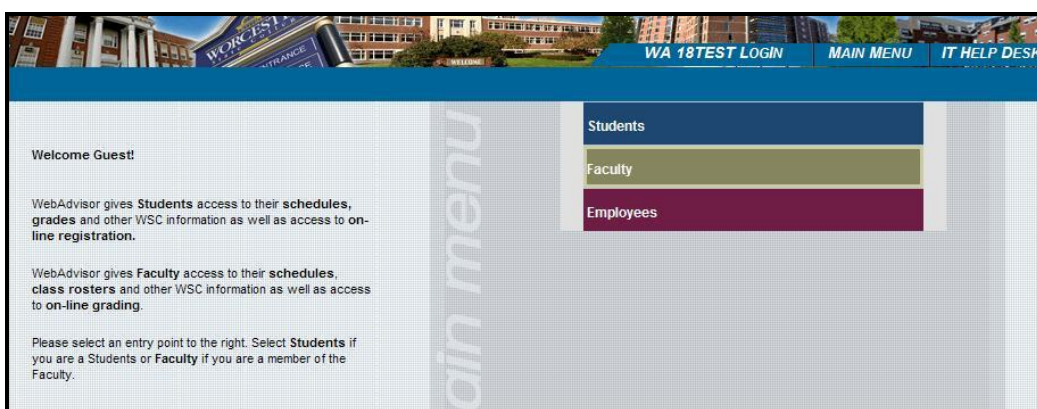 WORCEST
ENTRANCE
WELCOME
WA 18TEST LOGIN
MAIN MENU
IT HELP DESK
Students
Faculty
Employees
Welcome Guest!
WebAdvisor gives Students access to their schedules,
grades and other WSC information as well as access to on-
line registration.
WebAdvisor gives Faculty access to their schedules,
class rosters and other WSC information as well as access
to on-line grading.
Please select an entry point to the right. Select Students if
you are a Students or Faculty if you are a member of the
Faculty.
ain menu